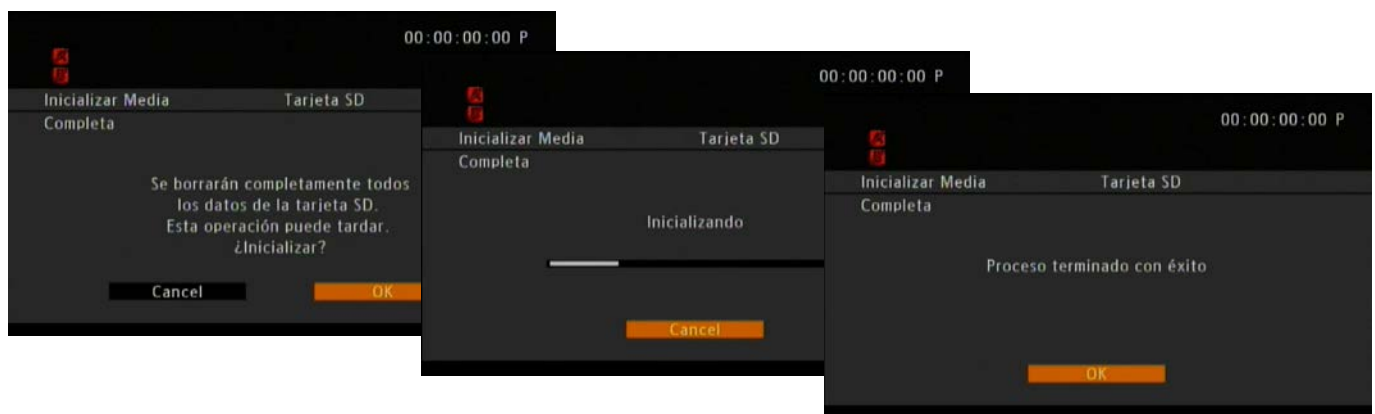 00:00:00:00 P
Inicializar Media Tarjeta SD
Completa
Se borrarán completamente todos
los datos de la tarjeta SD.
Esta operación puede tardar.
¿Inicializar?
Cancel OK
00:00:00:00 P
Inicializar Media Tarjeta SD
Completa
Inicializando
Cancel
00:00:00:00 P
Inicializar Media Tarjeta SD
Completa
Proceso terminado con éxito
OK